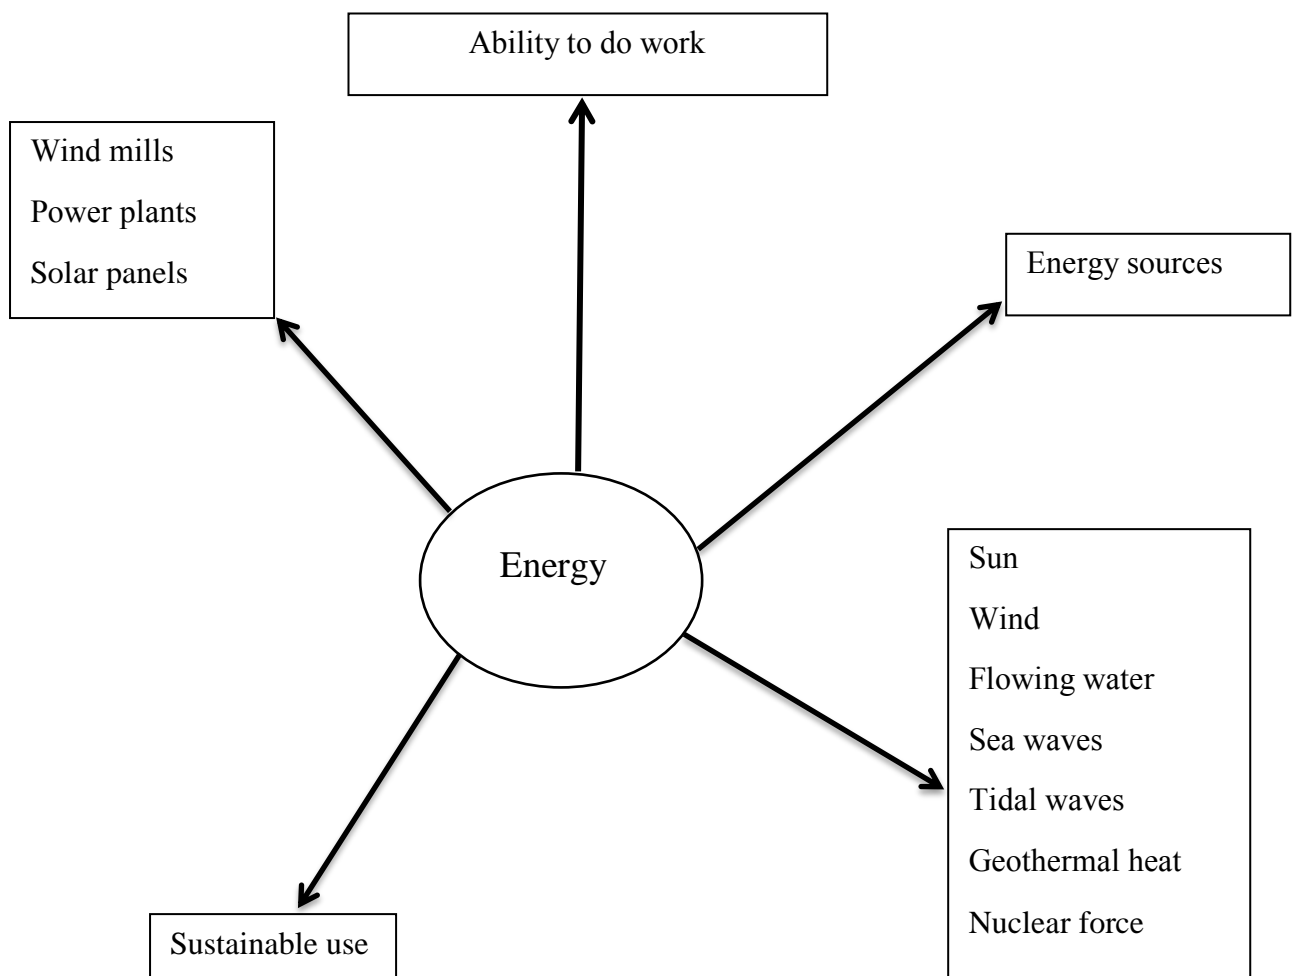 Ability to do work
Wind mills
Power plants
Solar panels
Energy sources
Energy
Sun
Wind
Flowing water
Sea waves
Tidal waves
Geothermal heat
Nuclear force
Sustainable use